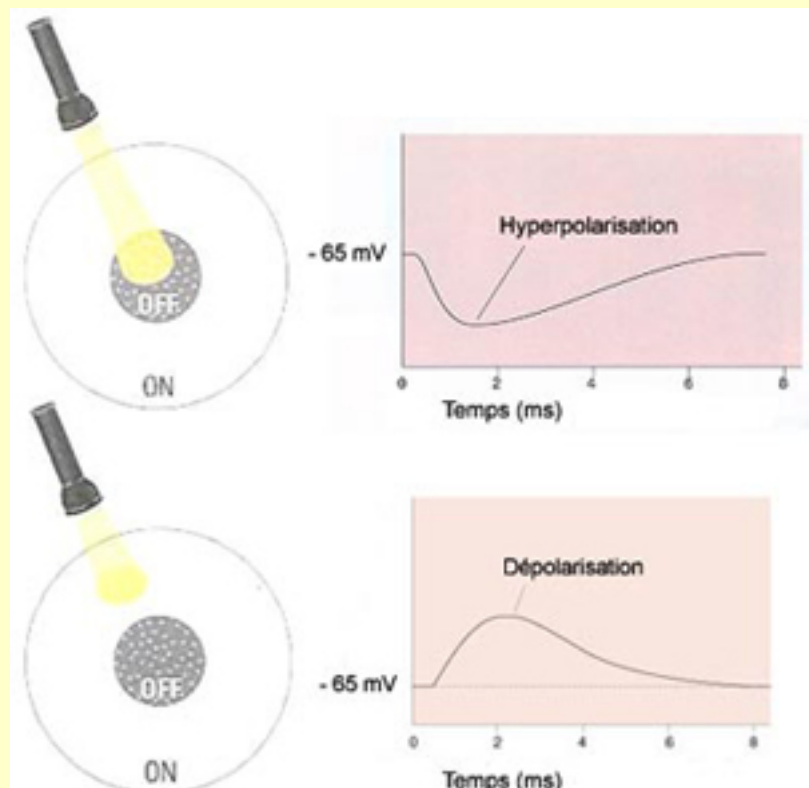 Hyperpolarisation
- 65 mV
OFF
ON
0 2 4 6 8
Temps (ms)
Dépolarisation
- 65 mV
OFF
ON
0 2 4 6 8
Temps (ms)